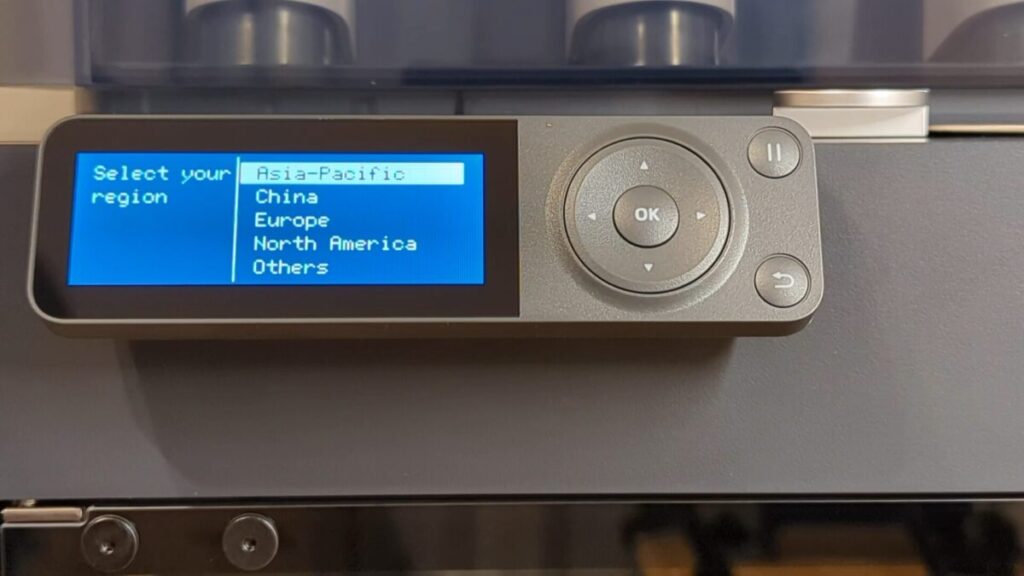 Select your
region
Asia-Pacific
China
Europe
North America
Others
OK